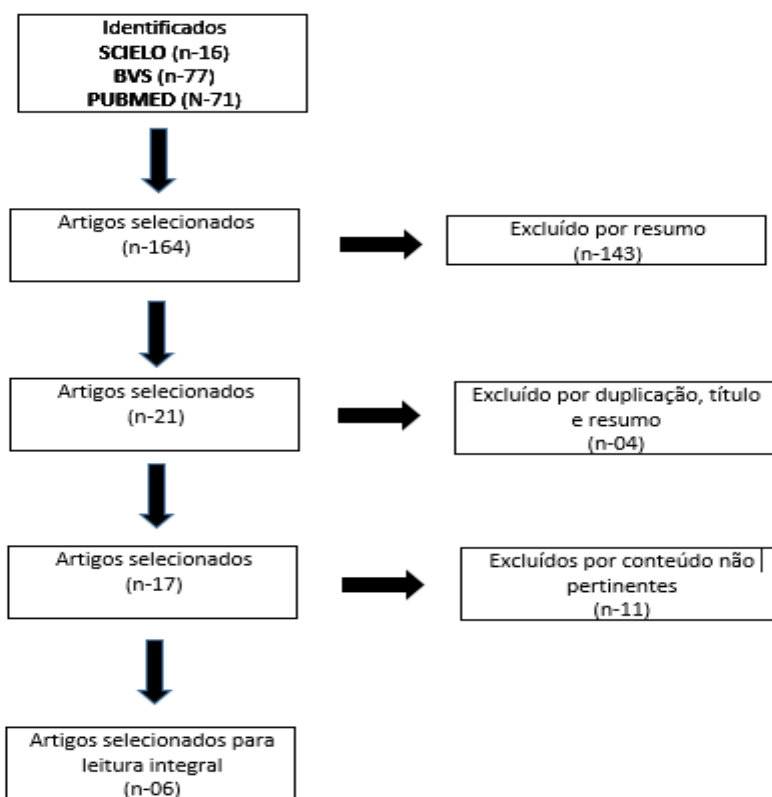 Identificados
SCIELO (n-16)
BVS (n-77)
PUBMED (N-71)
Artigos selecionados
(n-164)
Excluído por resumo
(n-143)
Artigos selecionados
(n-21)
Excluído por duplicação, título
e resumo
(n-04)
Artigos selecionados
(n-17)
Excluídos por conteúdo não
pertinentes
(n-11)
Artigos selecionados para
leitura integral
(n-06)